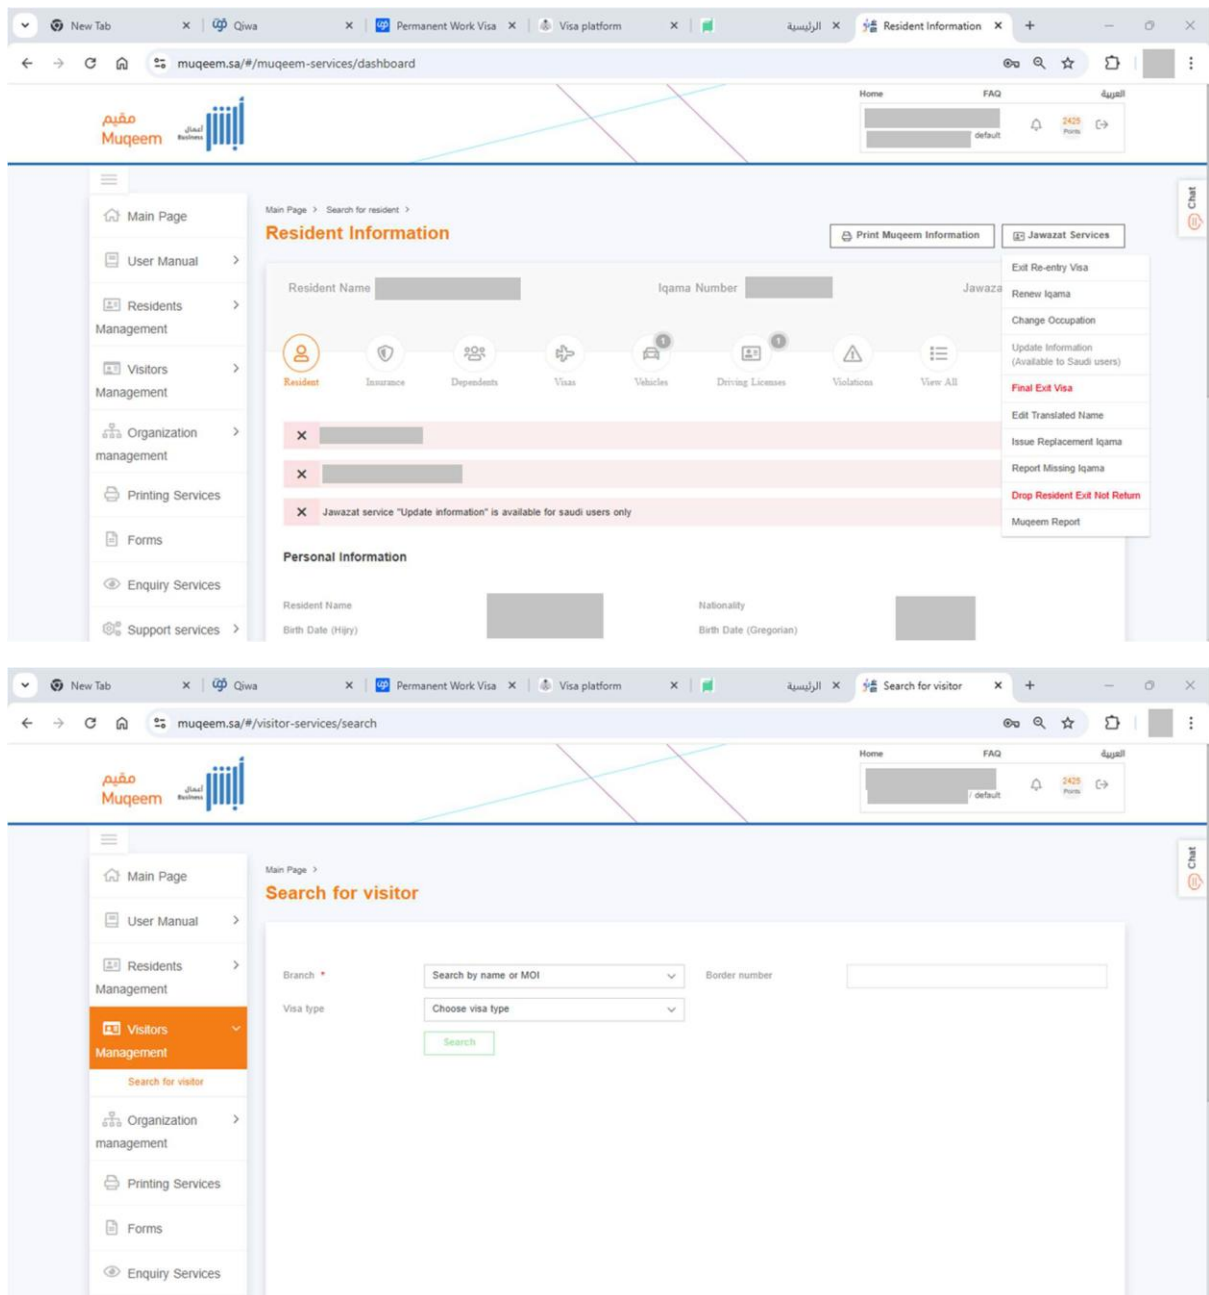 New Tab
Qiwa
Permanent Work Visa
Visa platform
الرئيسية
Resident Information
muqeem.sa/#/muqeem-services/dashboard
Home
FAQ
العربية
مقيم
Muqeem
أبشر
أعمال
Business
default
2425
Points
Chat
Main Page
User Manual
Residents
Management
Visitors
Management
Organization
management
Printing Services
Forms
Enquiry Services
Support services
Main Page > Search for resident >
Resident Information
Print Muqeem Information
Jawazat Services
Resident Name
Iqama Number
Jawaza
Exit Re-entry Visa
Renew Iqama
Change Occupation
Update Information
(Available to Saudi users)
Final Exit Visa
Edit Translated Name
Issue Replacement Iqama
Report Missing Iqama
Drop Resident Exit Not Return
Muqeem Report
Resident
Insurance
Dependents
Visas
1
Vehicles
1
Driving Licenses
Violations
View All
Jawazat service "Update information" is available for saudi users only
Personal Information
Resident Name
Nationality
Birth Date (Hijry)
Birth Date (Gregorian)
New Tab
Qiwa
Permanent Work Visa
Visa platform
الرئيسية
Search for visitor
muqeem.sa/#/visitor-services/search
Home
FAQ
العربية
مقيم
Muqeem
أبشر
أعمال
Business
/ default
2425
Points
Chat
Main Page
User Manual
Residents
Management
Visitors
Management
Search for visitor
Organization
management
Printing Services
Forms
Enquiry Services
Main Page >
Search for visitor
Branch *
Search by name or MOI
Border number
Visa type
Choose visa type
Search